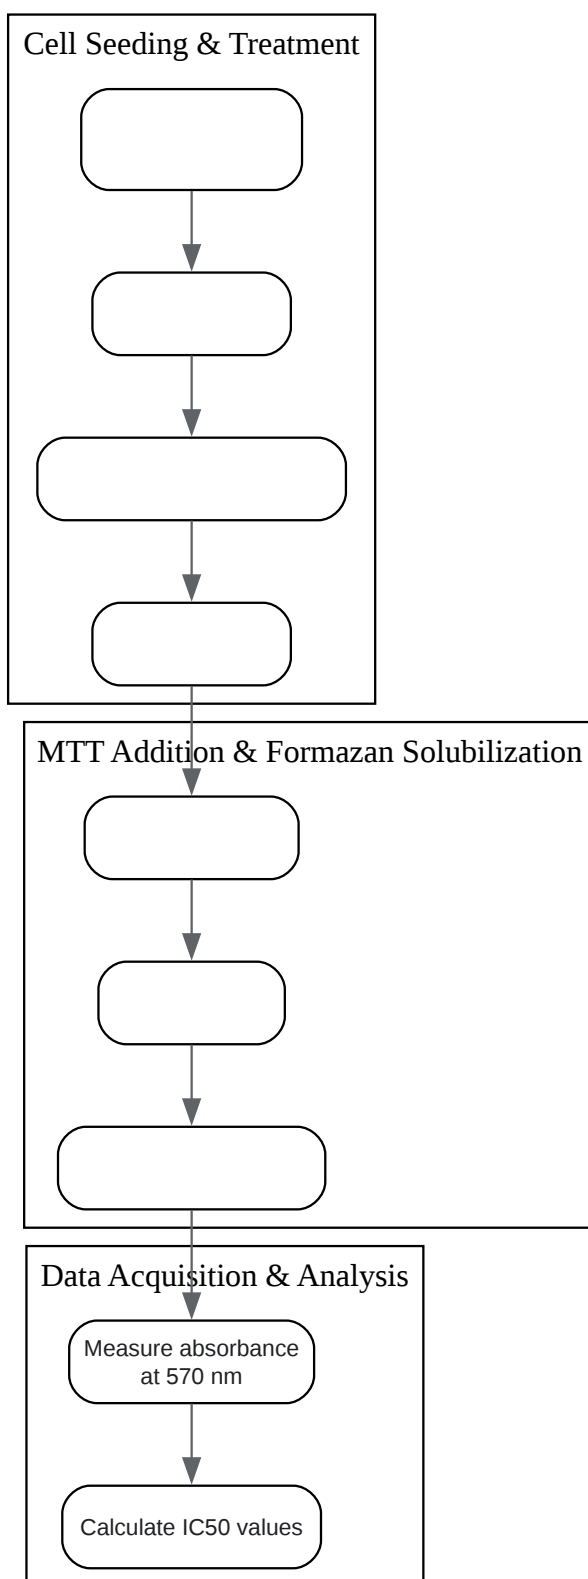 Cell Seeding & Treatment
MTT Addition & Formazan Solubilization
Data Acquisition & Analysis
Measure absorbance
at 570 nm
Calculate IC50 values